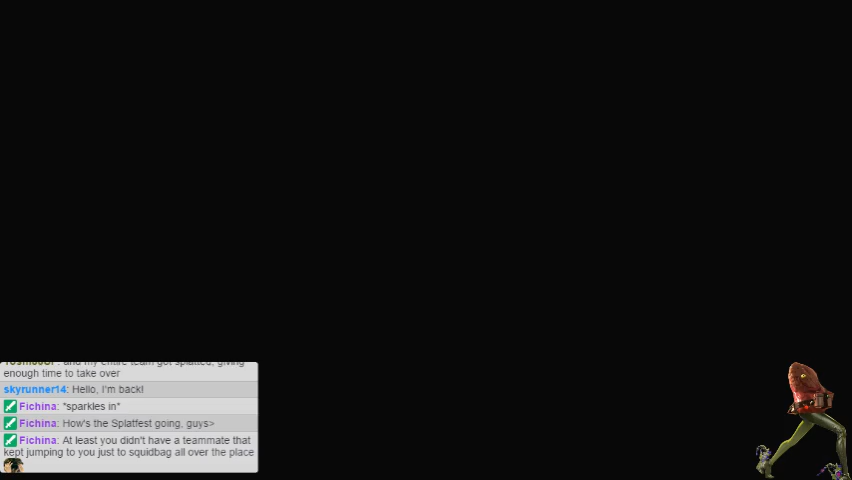 and my entire team got splatted, giving
enough time to take over
skyrunner14: Hello, I'm back!
Fichina: *sparkles in*
Fichina: How's the Splatfest going, guys>
Fichina: At least you didn't have a teammate that
kept jumping to you just to squidbag all over the place